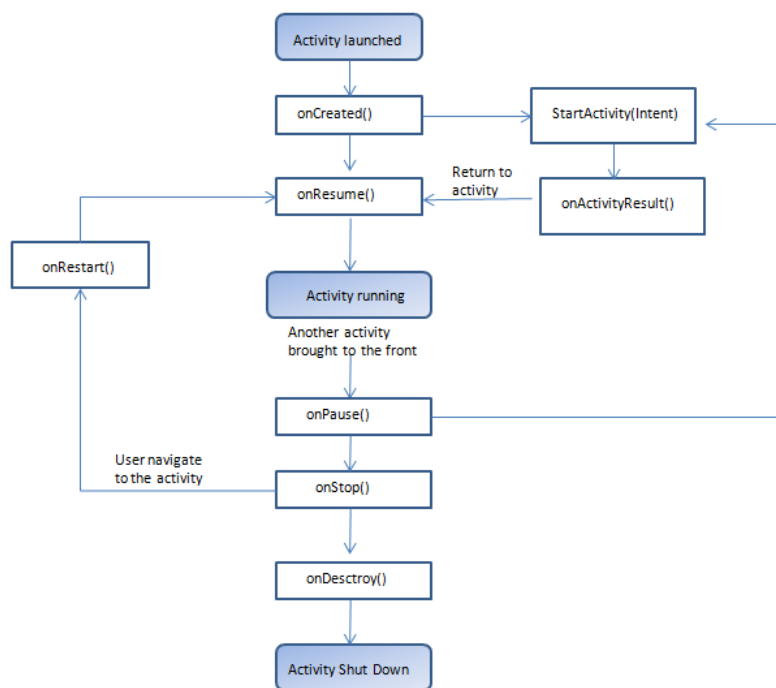 Activity launched
onCreated()
StartActivity(Intent)
Return to
activity
onResume()
onActivityResult()
onRestart()
Activity running
Another activity
brought to the front
onPause()
User navigate
to the activity
onStop()
onDesctroy()
Activity Shut Down